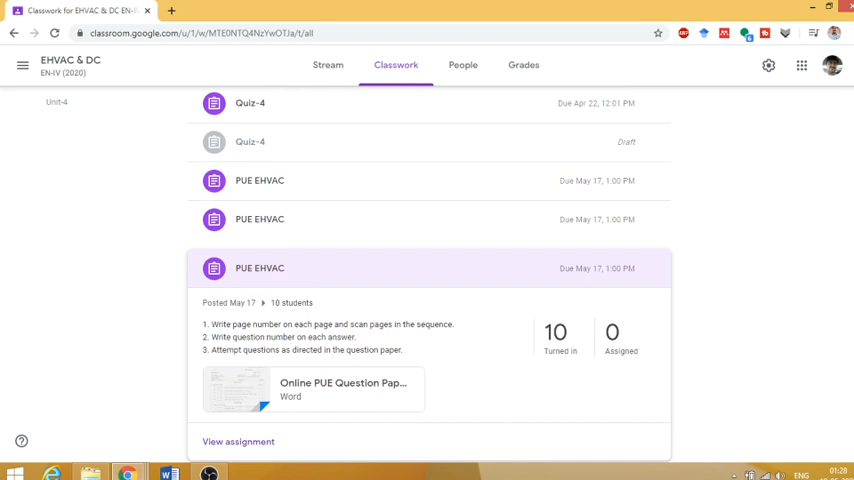 Classwork for EHVAC & DC EN-I
classroom.google.com/u/1/w/MTE0NTQ4NzYwOTJa/t/all
EHVAC & DC
EN-IV (2020)
Stream
Classwork
People
Grades
Unit-4
Quiz-4
Due Apr 22, 12:01 PM
Quiz-4
Draft
PUE EHVAC
Due May 17, 1:00 PM
PUE EHVAC
Due May 17, 1:00 PM
PUE EHVAC
Due May 17, 1:00 PM
Posted May 17
10 students
1. Write page number on each page and scan pages in the sequence.
2. Write question number on each answer.
3. Attempt questions as directed in the question paper.
10
Turned in
0
Assigned
Online PUE Question Pap...
Word
View assignment
ENG
01:28